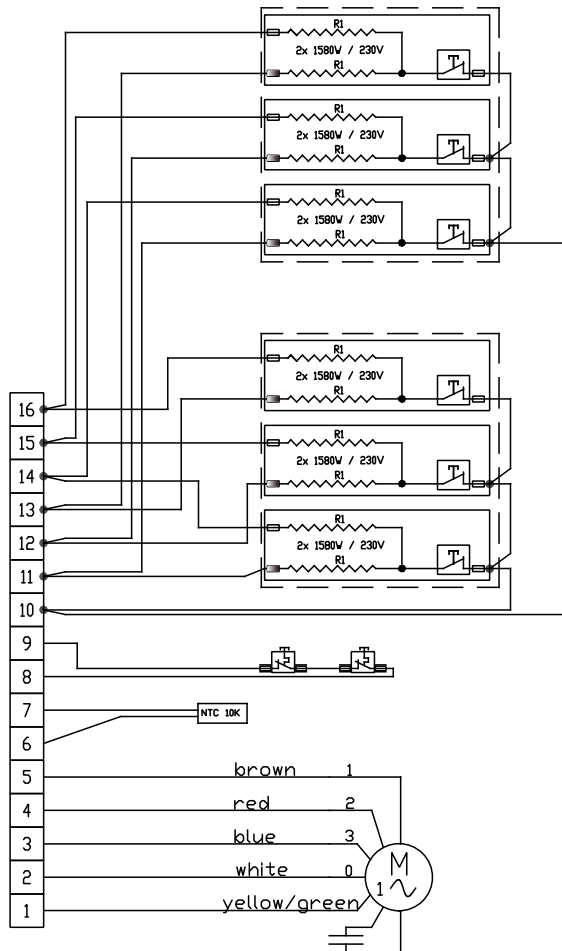 R1
2x 1580W / 230V
R1
R1
2x 1580W / 230V
R1
R1
2x 1580W / 230V
R1
R1
2x 1580W / 230V
R1
R1
2x 1580W / 230V
R1
R1
2x 1580W / 230V
R1
16
15
14
13
12
11
10
9
8
7 NTC 10K
6
5 brown 1
4 red 2
3 blue 3
2 white 0
1 yellow/green
M
1